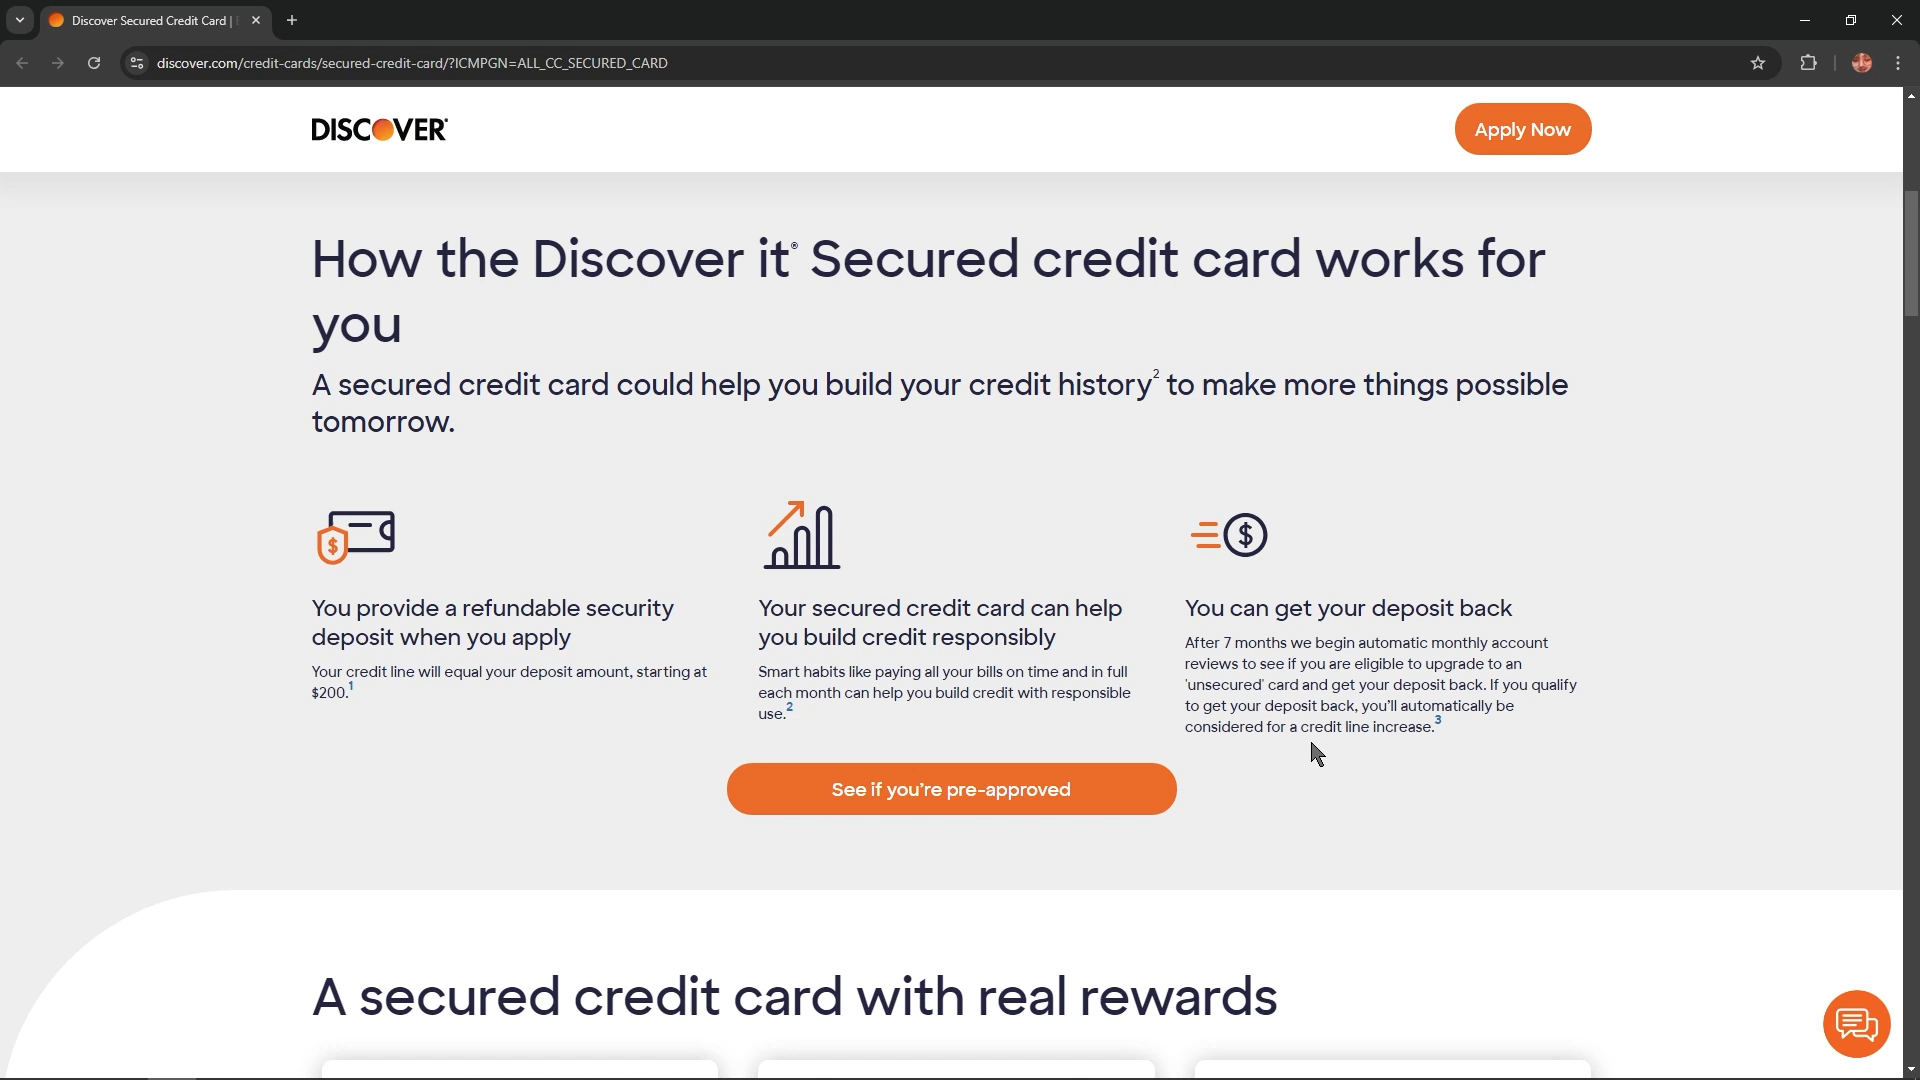 Discover Secured Credit Card |
discover.com/credit-cards/secured-credit-card/?ICMPGN=ALL_CC_SECURED_CARD
DISCOVER
Apply Now
How the Discover it® Secured credit card works for
you
A secured credit card could help you build your credit history² to make more things possible
tomorrow.
$
$
You provide a refundable security
deposit when you apply
Your credit line will equal your deposit amount, starting at
$200.¹
Your secured credit card can help
you build credit responsibly
Smart habits like paying all your bills on time and in full
each month can help you build credit with responsible
use.²
You can get your deposit back
After 7 months we begin automatic monthly account
reviews to see if you are eligible to upgrade to an
'unsecured' card and get your deposit back. If you qualify
to get your deposit back, you'll automatically be
considered for a credit line increase.³
See if you're pre-approved
A secured credit card with real rewards